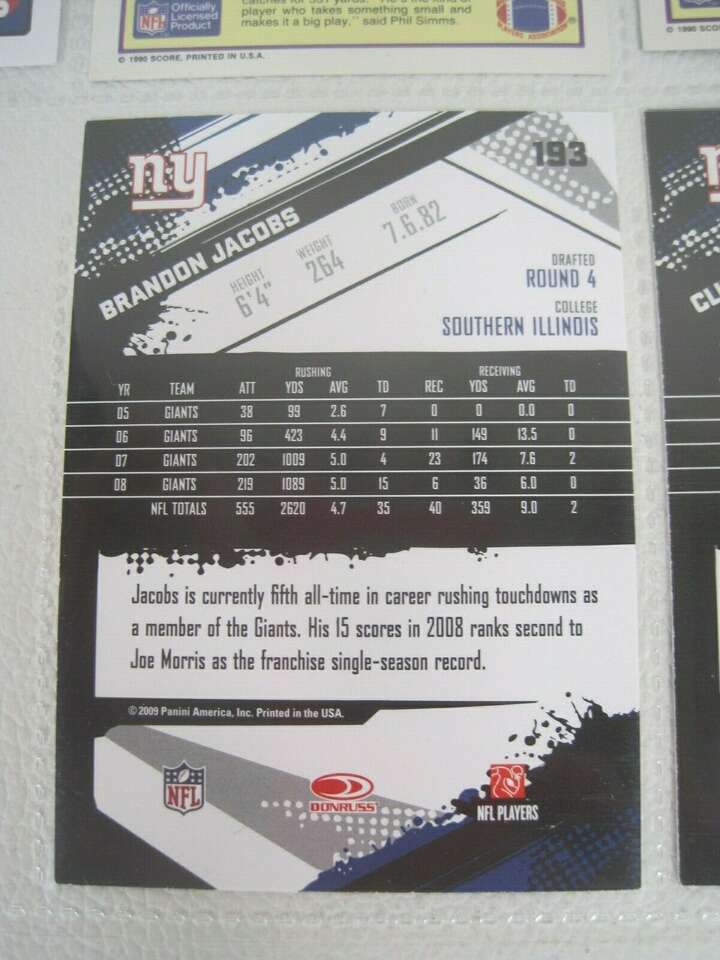 Officially
Licensed
Product
NFL
player who takes something small and
makes it a big play," said Phil Simms.
PLAYERS ASSOCIATION
© 1990 SCORE, PRINTED IN U.S.A.
© 1990 SCORE
ny
193
BRANDON JACOBS
HEIGHT
6'4"
WEIGHT
264
BORN
7.6.82
DRAFTED
ROUND 4
COLLEGE
SOUTHERN ILLINOIS
RUSHING RECEIVING
YR TEAM ATT YDS AVG TD REC YDS AVG TD
05 GIANTS 38 99 2.6 7 0 0 0.0 0
06 GIANTS 96 423 4.4 9 11 149 13.5 0
07 GIANTS 202 1009 5.0 4 23 174 7.6 2
08 GIANTS 219 1089 5.0 15 6 36 6.0 0
NFL TOTALS 555 2620 4.7 35 40 359 9.0 2
Jacobs is currently fifth all-time in career rushing touchdowns as
a member of the Giants. His 15 scores in 2008 ranks second to
Joe Morris as the franchise single-season record.
© 2009 Panini America, Inc. Printed in the USA.
NFL
DONRUSS
NFL PLAYERS